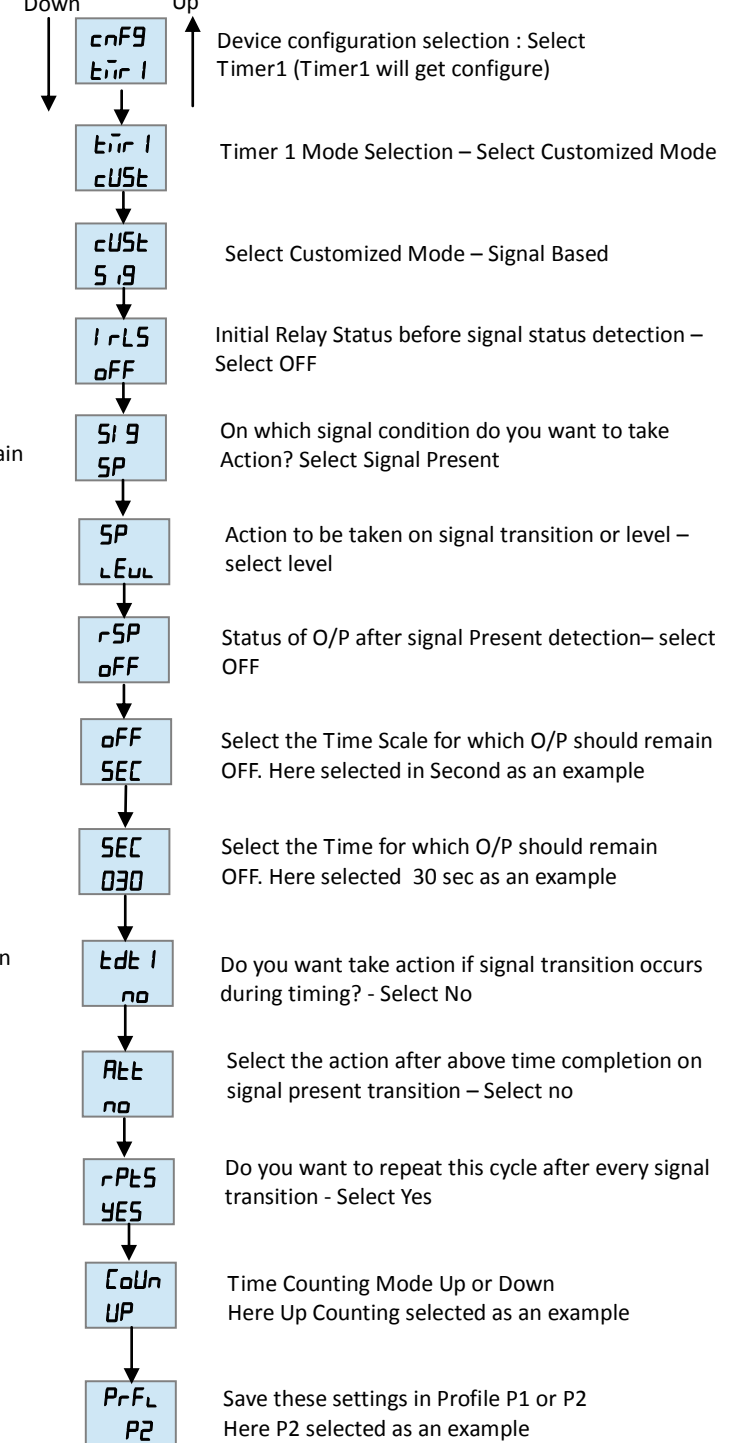 Down Up
cnFg
tmr 1
Device configuration selection : Select
Timer1 (Timer1 will get configure)
tmr 1
cUSt
Timer 1 Mode Selection – Select Customized Mode
cUSt
Sig
Select Customized Mode – Signal Based
IrLS
oFF
Initial Relay Status before signal status detection –
Select OFF
SIg
SP
On which signal condition do you want to take
Action? Select Signal Present
ain
SP
LEvL
Action to be taken on signal transition or level –
select level
rSP
oFF
Status of O/P after signal Present detection– select
OFF
oFF
SEC
Select the Time Scale for which O/P should remain
OFF. Here selected in Second as an example
SEC
030
Select the Time for which O/P should remain
OFF. Here selected 30 sec as an example
n
tdt 1
no
Do you want take action if signal transition occurs
during timing? - Select No
Att
no
Select the action after above time completion on
signal present transition – Select no
rPtS
YES
Do you want to repeat this cycle after every signal
transition - Select Yes
CoUn
UP
Time Counting Mode Up or Down
Here Up Counting selected as an example
PrFL
P2
Save these settings in Profile P1 or P2
Here P2 selected as an example